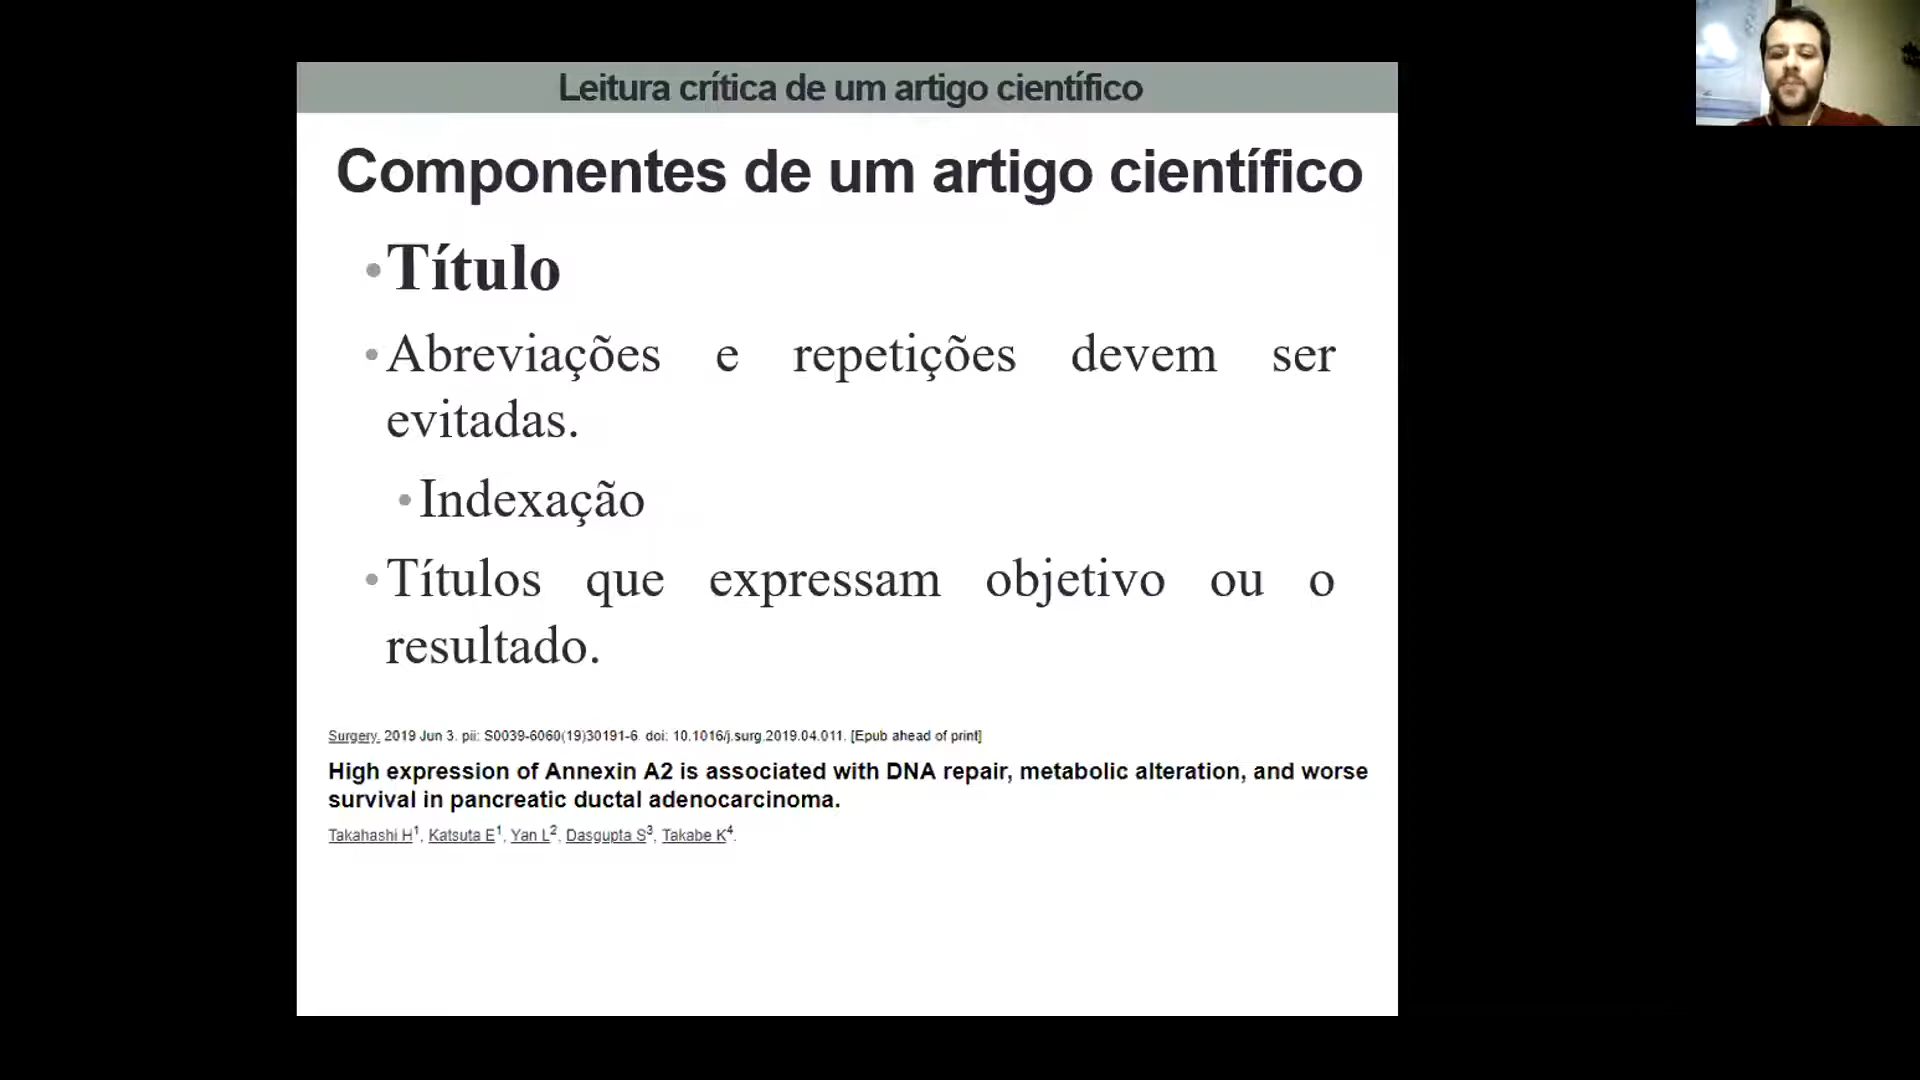 Leitura crítica de um artigo científico
Componentes de um artigo científico
•Título
•Abreviações e repetições devem ser
evitadas.
•Indexação
•Títulos que expressam objetivo ou o
resultado.
Surgery. 2019 Jun 3. pii: S0039-6060(19)30191-6. doi: 10.1016/j.surg.2019.04.011. [Epub ahead of print]
High expression of Annexin A2 is associated with DNA repair, metabolic alteration, and worse
survival in pancreatic ductal adenocarcinoma.
Takahashi H1, Katsuta E1, Yan L2, Dasgupta S3, Takabe K4.